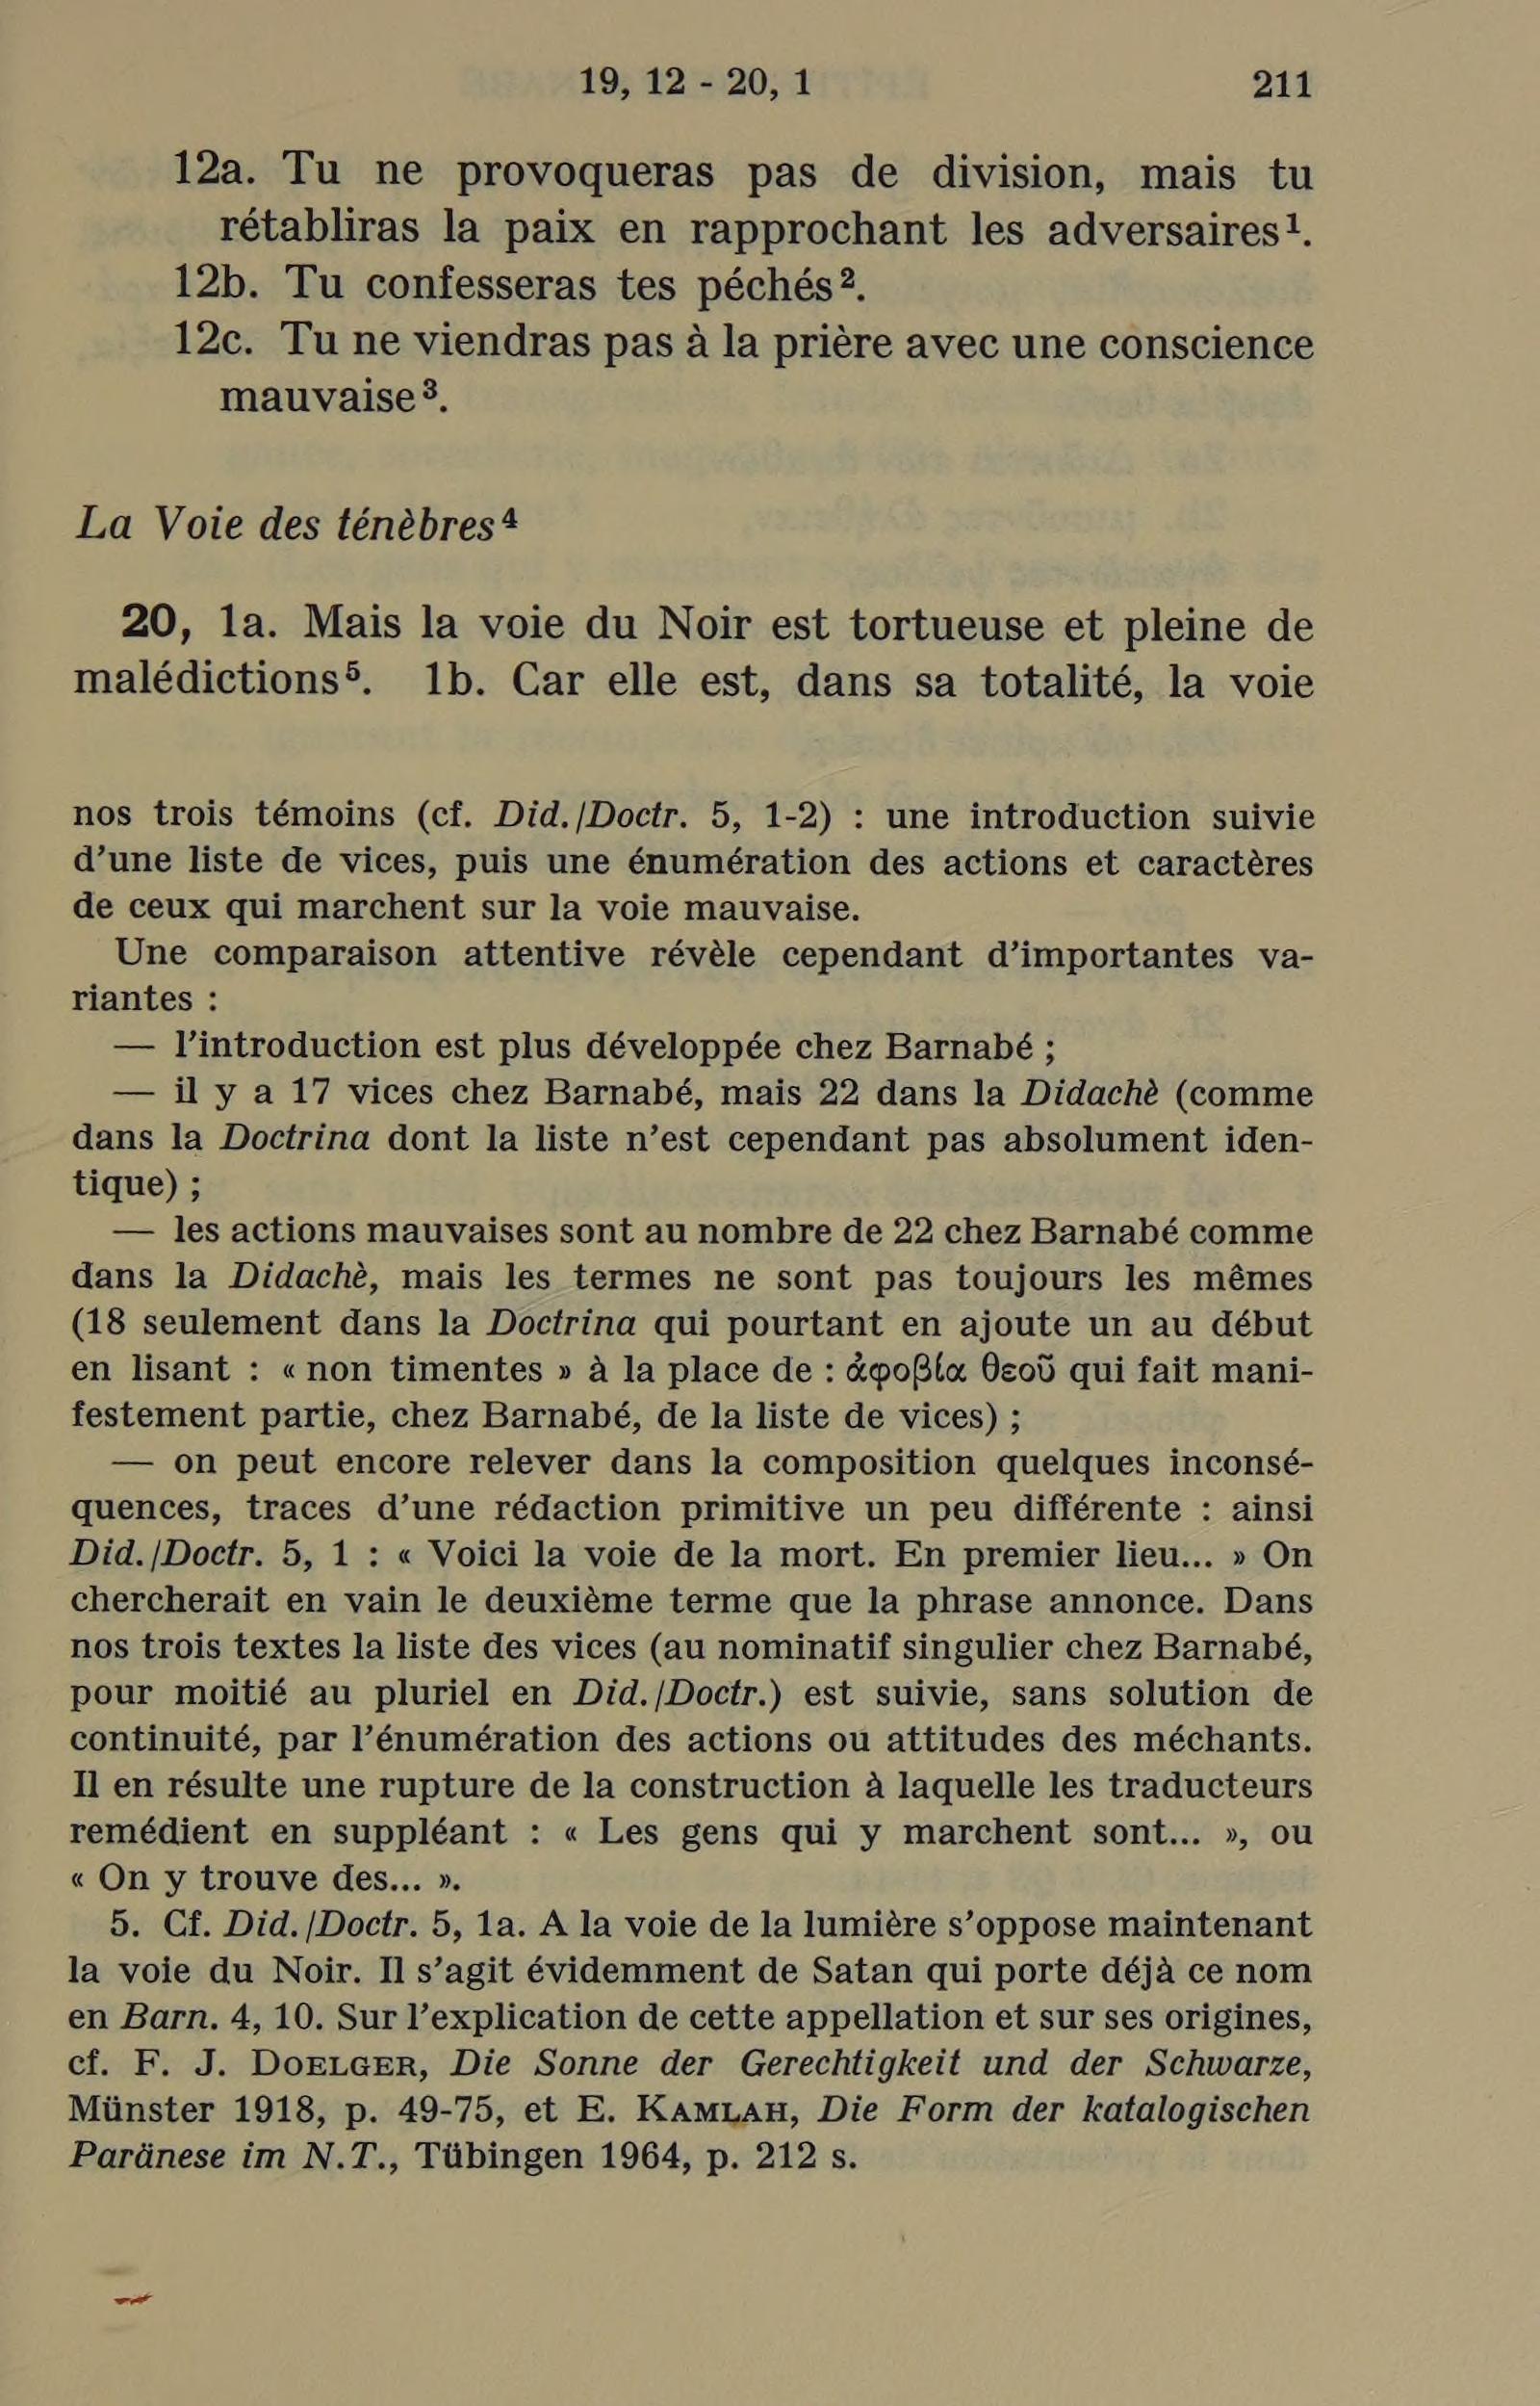 19, 12 - 20, 1 211
12a. Tu ne provoqueras pas de division, mais tu
rétabliras la paix en rapprochant les adversaires¹.
12b. Tu confesseras tes péchés².
12c. Tu ne viendras pas à la prière avec une conscience
mauvaise³.
La Voie des ténèbres⁴
20, 1a. Mais la voie du Noir est tortueuse et pleine de
malédictions⁵. 1b. Car elle est, dans sa totalité, la voie
nos trois témoins (cf. Did./Doctr. 5, 1-2) : une introduction suivie
d'une liste de vices, puis une énumération des actions et caractères
de ceux qui marchent sur la voie mauvaise.
Une comparaison attentive révèle cependant d'importantes va-
riantes :
— l'introduction est plus développée chez Barnabé ;
— il y a 17 vices chez Barnabé, mais 22 dans la Didachè (comme
dans la Doctrina dont la liste n'est cependant pas absolument iden-
tique) ;
— les actions mauvaises sont au nombre de 22 chez Barnabé comme
dans la Didachè, mais les termes ne sont pas toujours les mêmes
(18 seulement dans la Doctrina qui pourtant en ajoute un au début
en lisant : « non timentes » à la place de : ἀφοβία θεοῦ qui fait mani-
festement partie, chez Barnabé, de la liste de vices) ;
— on peut encore relever dans la composition quelques inconsé-
quences, traces d'une rédaction primitive un peu différente : ainsi
Did./Doctr. 5, 1 : « Voici la voie de la mort. En premier lieu... » On
chercherait en vain le deuxième terme que la phrase annonce. Dans
nos trois textes la liste des vices (au nominatif singulier chez Barnabé,
pour moitié au pluriel en Did./Doctr.) est suivie, sans solution de
continuité, par l'énumération des actions ou attitudes des méchants.
Il en résulte une rupture de la construction à laquelle les traducteurs
remédient en suppléant : « Les gens qui y marchent sont... », ou
« On y trouve des... ».
5. Cf. Did./Doctr. 5, 1a. A la voie de la lumière s'oppose maintenant
la voie du Noir. Il s'agit évidemment de Satan qui porte déjà ce nom
en Barn. 4, 10. Sur l'explication de cette appellation et sur ses origines,
cf. F. J. DOELGER, Die Sonne der Gerechtigkeit und der Schwarze,
Münster 1918, p. 49-75, et E. KAMLAH, Die Form der katalogischen
Paränese im N.T., Tübingen 1964, p. 212 s.